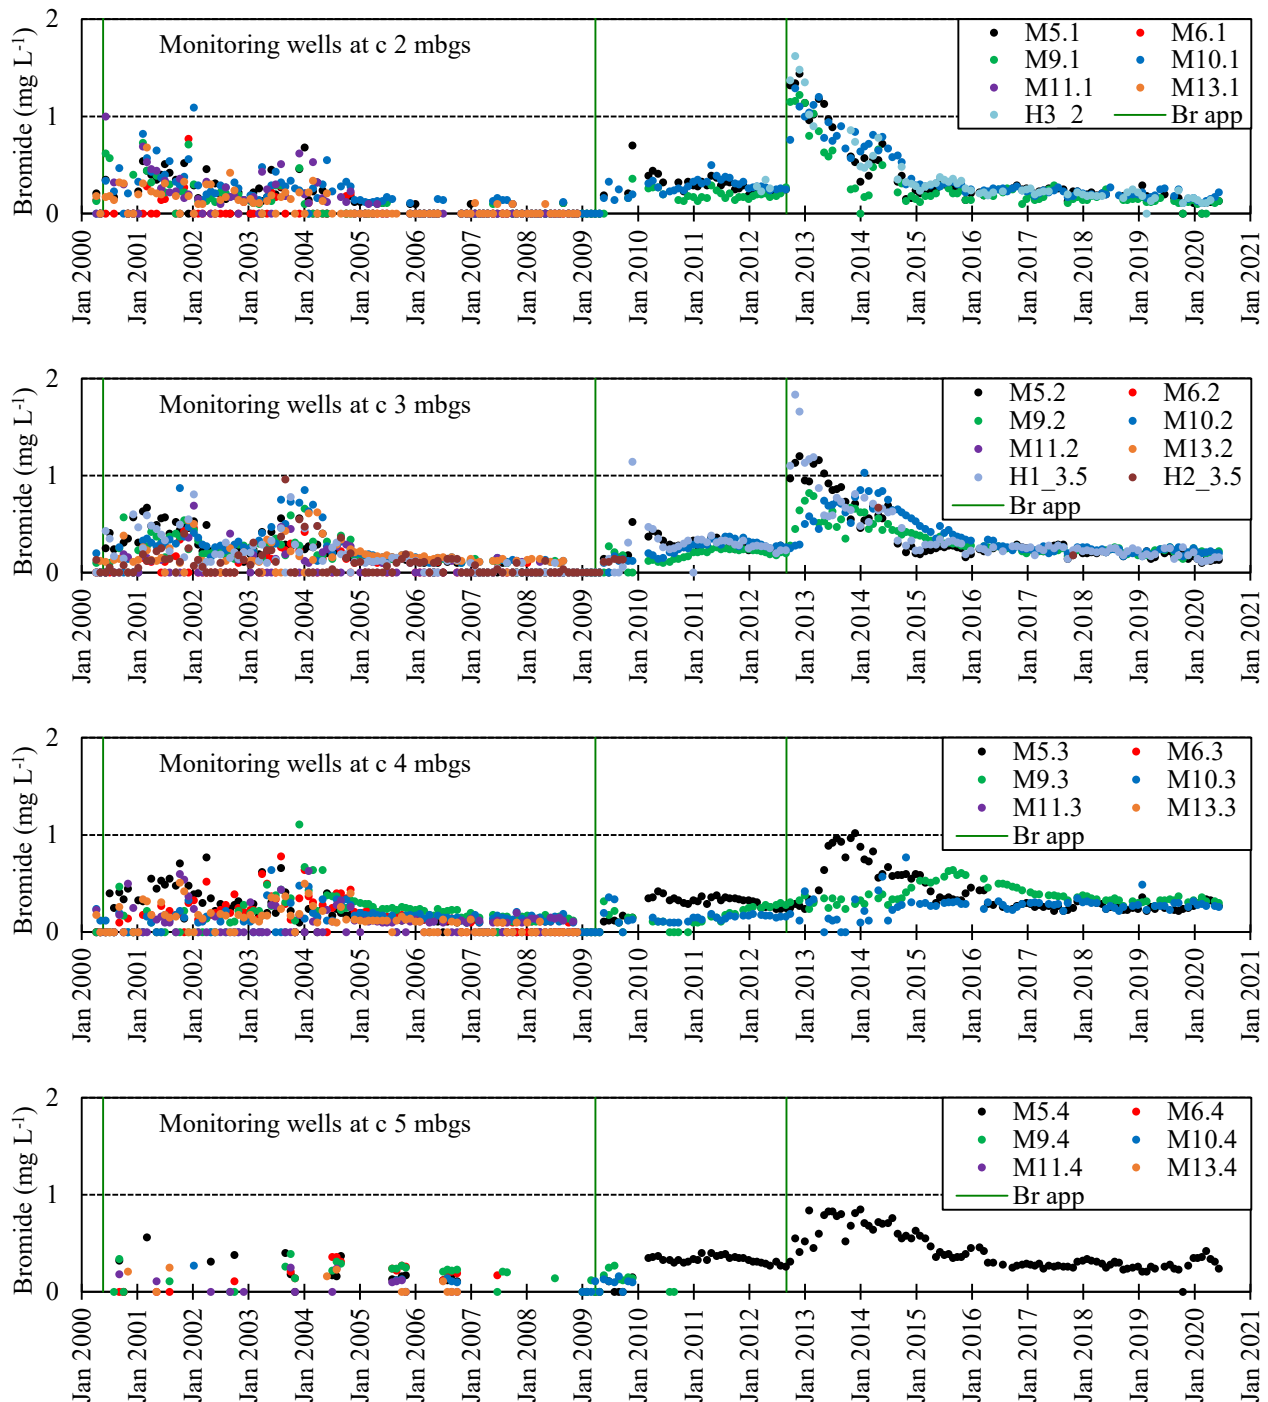 2
Monitoring wells at c 2 mbgs
M5.1 M6.1
M9.1 M10.1
M11.1 M13.1
H3_2 Br app
Bromide (mg L⁻¹)
1
0
Jan 2000 Jan 2001 Jan 2002 Jan 2003 Jan 2004 Jan 2005 Jan 2006 Jan 2007 Jan 2008 Jan 2009 Jan 2010 Jan 2011 Jan 2012 Jan 2013 Jan 2014 Jan 2015 Jan 2016 Jan 2017 Jan 2018 Jan 2019 Jan 2020 Jan 2021
2
Monitoring wells at c 3 mbgs
M5.2 M6.2
M9.2 M10.2
M11.2 M13.2
H1_3.5 H2_3.5
Br app
Bromide (mg L⁻¹)
1
0
Jan 2000 Jan 2001 Jan 2002 Jan 2003 Jan 2004 Jan 2005 Jan 2006 Jan 2007 Jan 2008 Jan 2009 Jan 2010 Jan 2011 Jan 2012 Jan 2013 Jan 2014 Jan 2015 Jan 2016 Jan 2017 Jan 2018 Jan 2019 Jan 2020 Jan 2021
2
Monitoring wells at c 4 mbgs
M5.3 M6.3
M9.3 M10.3
M11.3 M13.3
Br app
Bromide (mg L⁻¹)
1
0
Jan 2000 Jan 2001 Jan 2002 Jan 2003 Jan 2004 Jan 2005 Jan 2006 Jan 2007 Jan 2008 Jan 2009 Jan 2010 Jan 2011 Jan 2012 Jan 2013 Jan 2014 Jan 2015 Jan 2016 Jan 2017 Jan 2018 Jan 2019 Jan 2020 Jan 2021
2
Monitoring wells at c 5 mbgs
M5.4 M6.4
M9.4 M10.4
M11.4 M13.4
Br app
Bromide (mg L⁻¹)
1
0
Jan 2000 Jan 2001 Jan 2002 Jan 2003 Jan 2004 Jan 2005 Jan 2006 Jan 2007 Jan 2008 Jan 2009 Jan 2010 Jan 2011 Jan 2012 Jan 2013 Jan 2014 Jan 2015 Jan 2016 Jan 2017 Jan 2018 Jan 2019 Jan 2020 Jan 2021